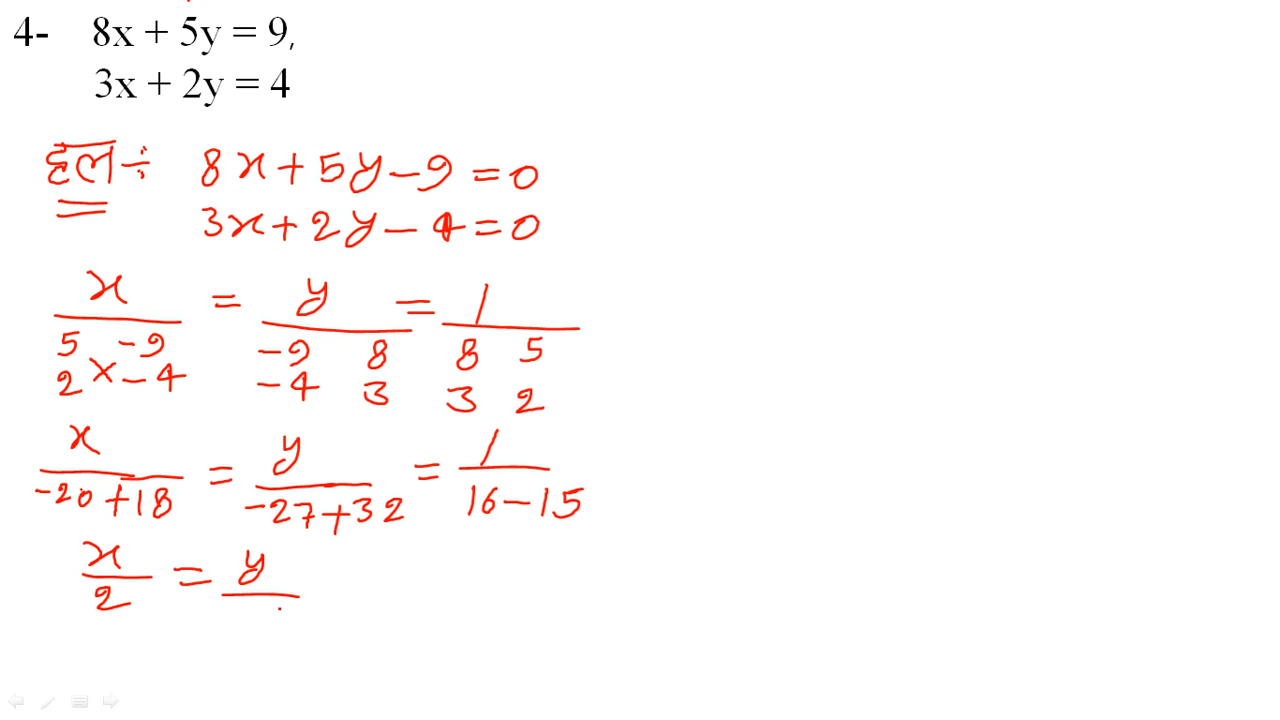 4- 8x + 5y = 9,
3x + 2y = 4
हल ÷ 8x + 5y - 9 = 0
3x + 2y - 4 = 0
x = y = 1
5 -9 -9 8 8 5
2 × -4 -4 3 3 2
x = y = 1
-20+18 -27+32 16-15
x = y
2